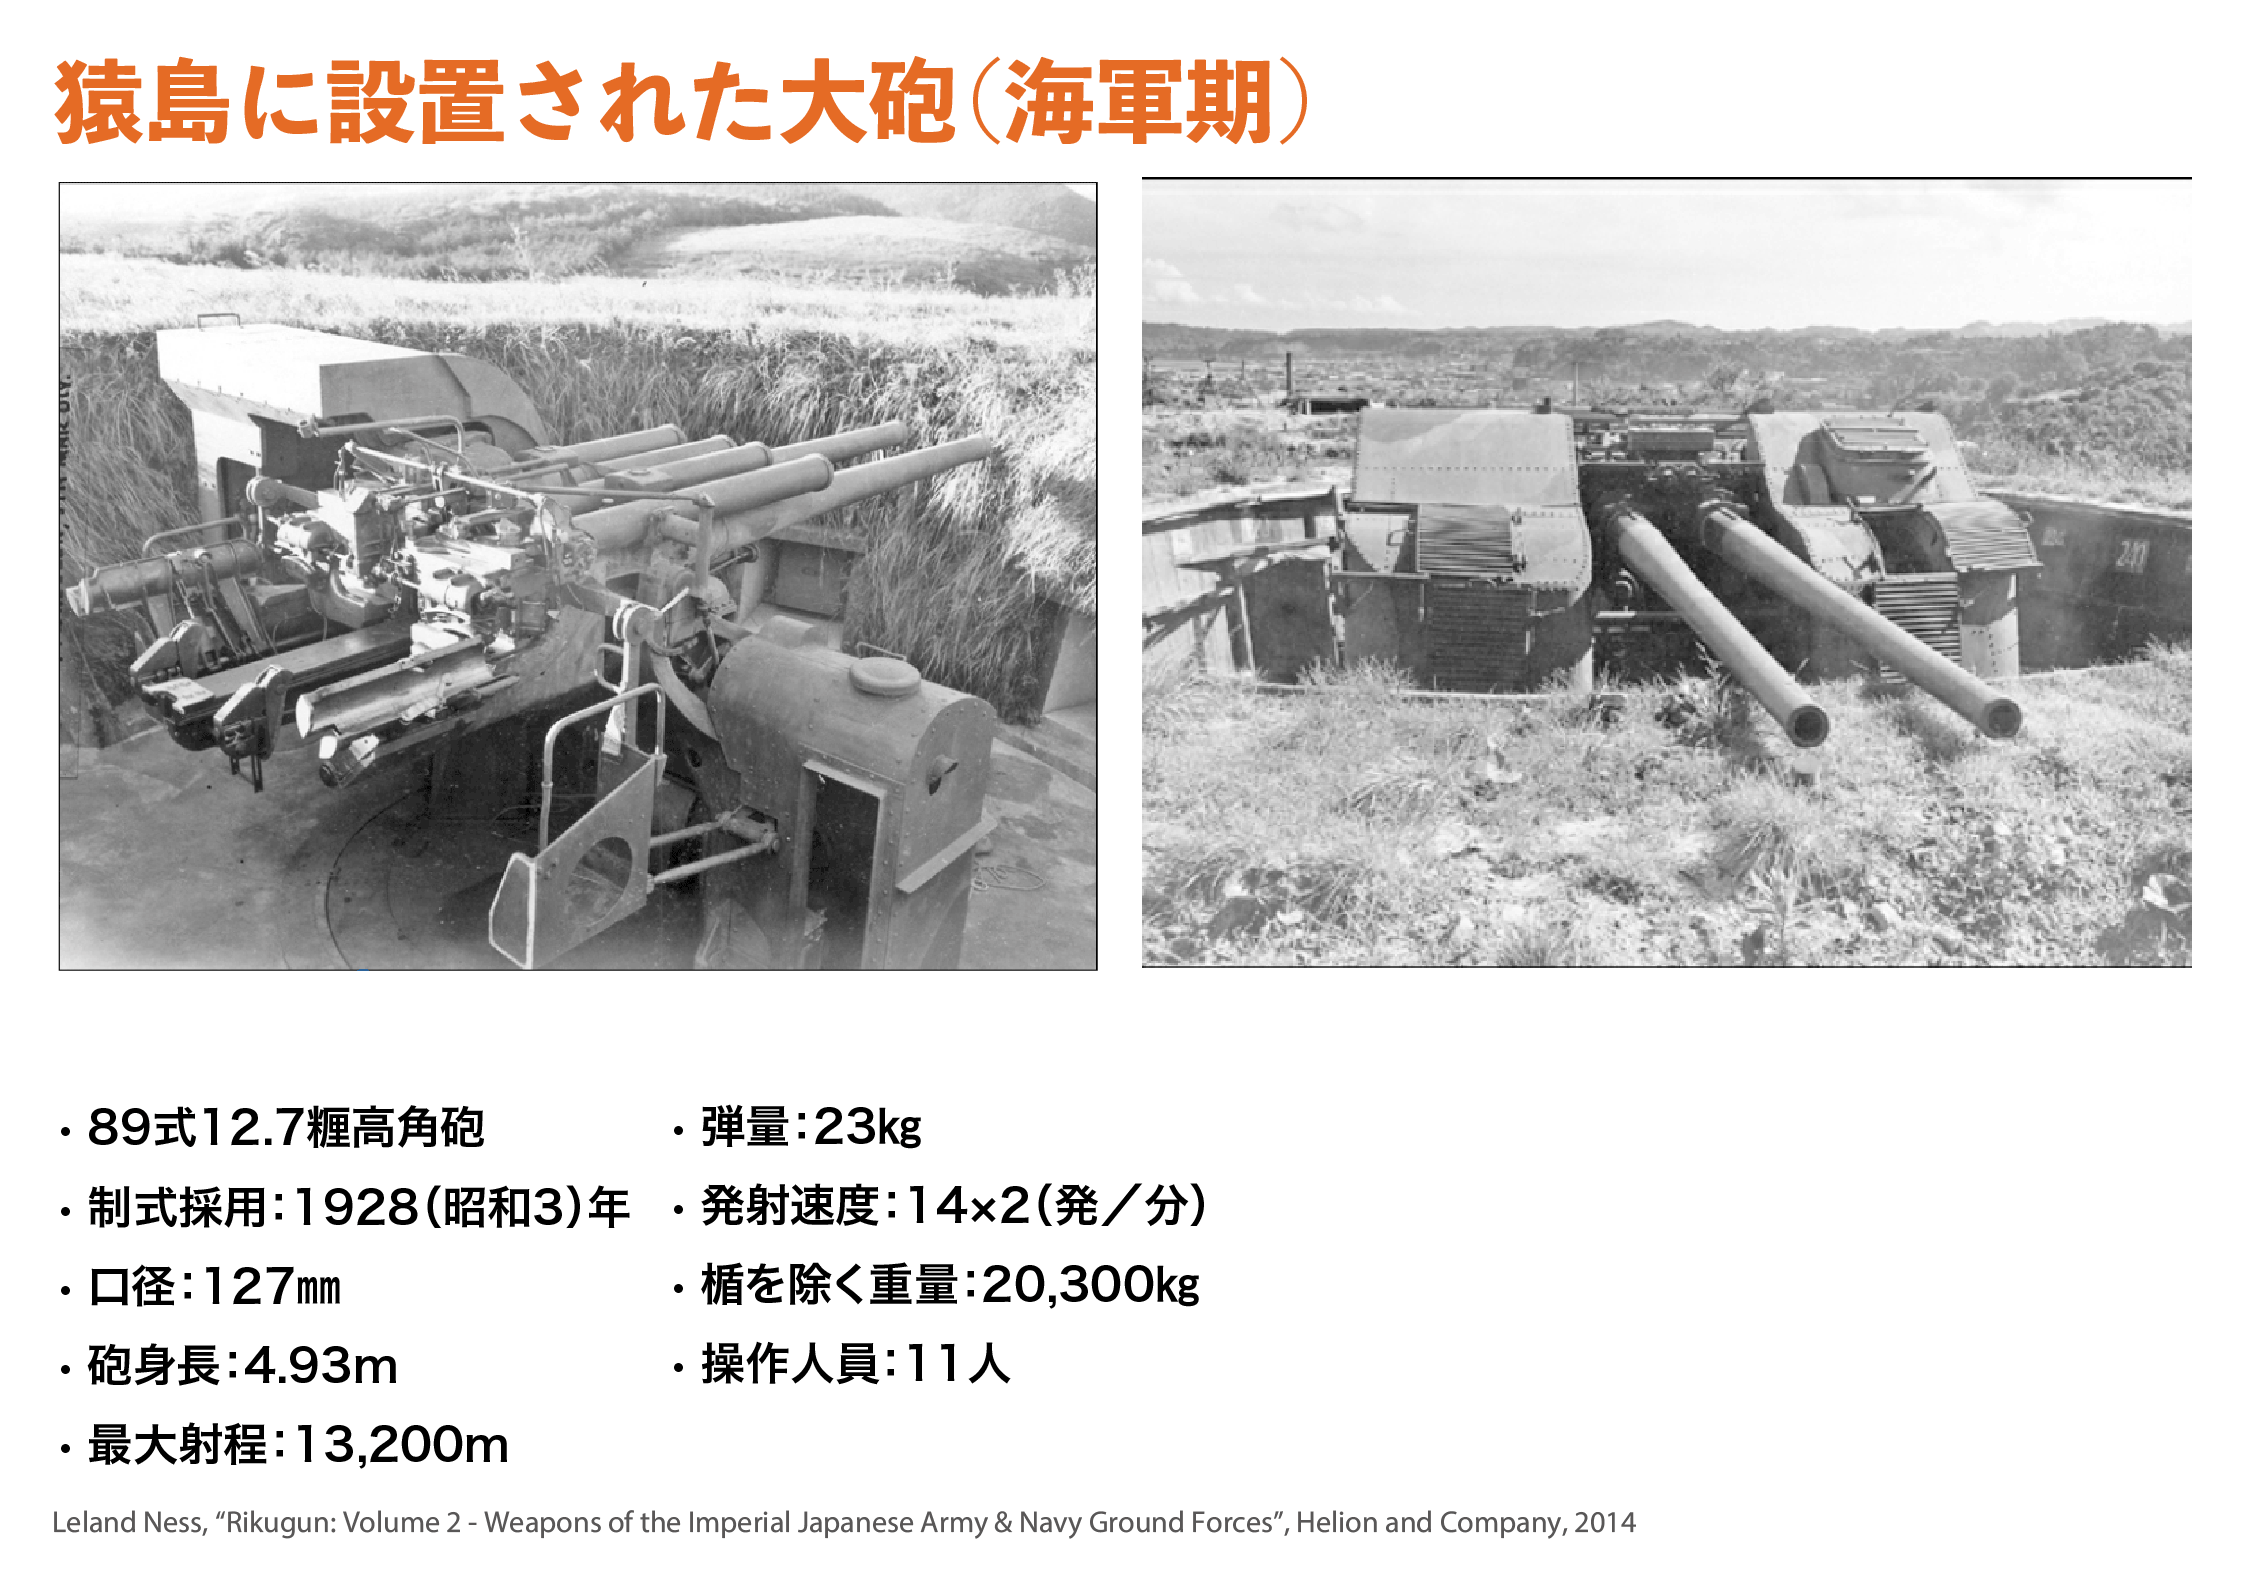 猿島に設置された大砲（海軍期）
240
・89式12.7糎高角砲
・制式採用：1928（昭和3）年
・口径：127㎜
・砲身長：4.93m
・最大射程：13,200m
・弾量：23㎏
・発射速度：14×2（発／分）
・楯を除く重量：20,300㎏
・操作人員：11人
Leland Ness, “Rikugun: Volume 2 - Weapons of the Imperial Japanese Army & Navy Ground Forces”, Helion and Company, 2014